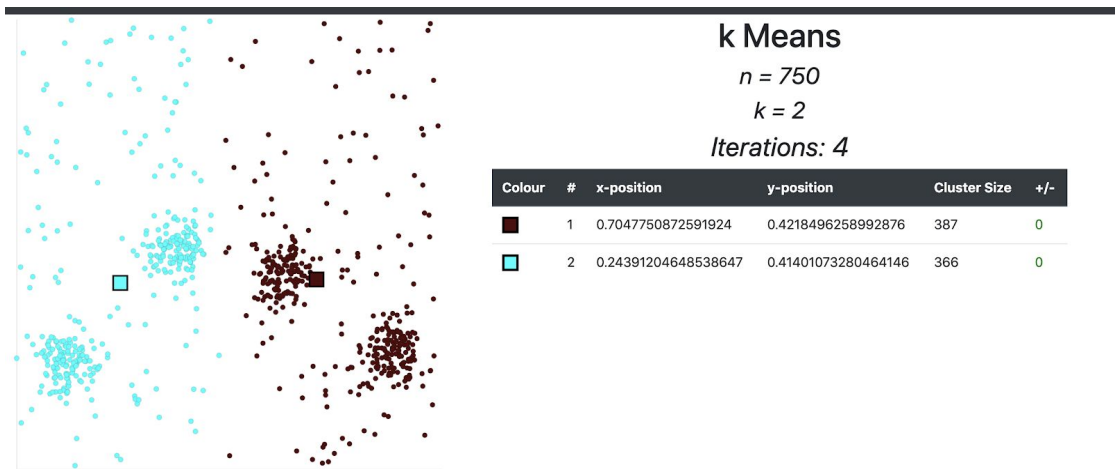 k Means
n = 750
k = 2
Iterations: 4
Colour # x-position y-position Cluster Size +/-
1 0.7047750872591924 0.4218496258992876 387 0
2 0.24391204648538647 0.41401073280464146 366 0